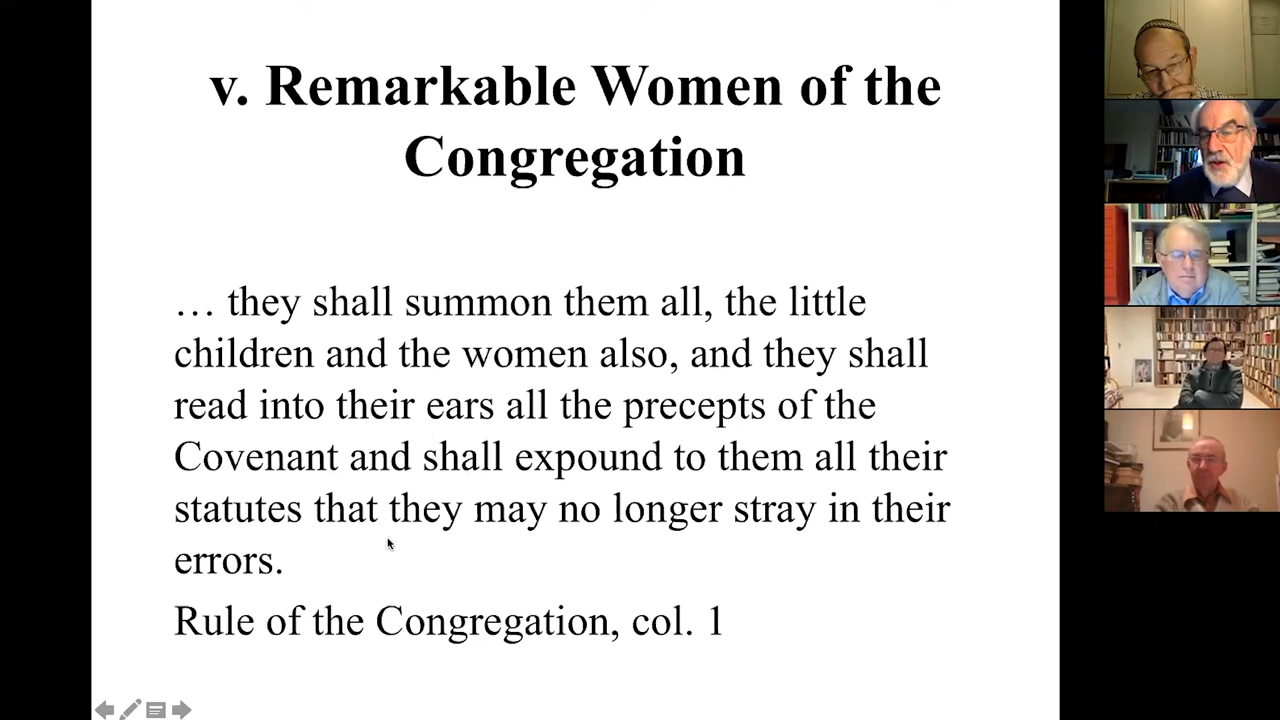 v. Remarkable Women of the
Congregation
… they shall summon them all, the little
children and the women also, and they shall
read into their ears all the precepts of the
Covenant and shall expound to them all their
statutes that they may no longer stray in their
errors.
Rule of the Congregation, col. 1